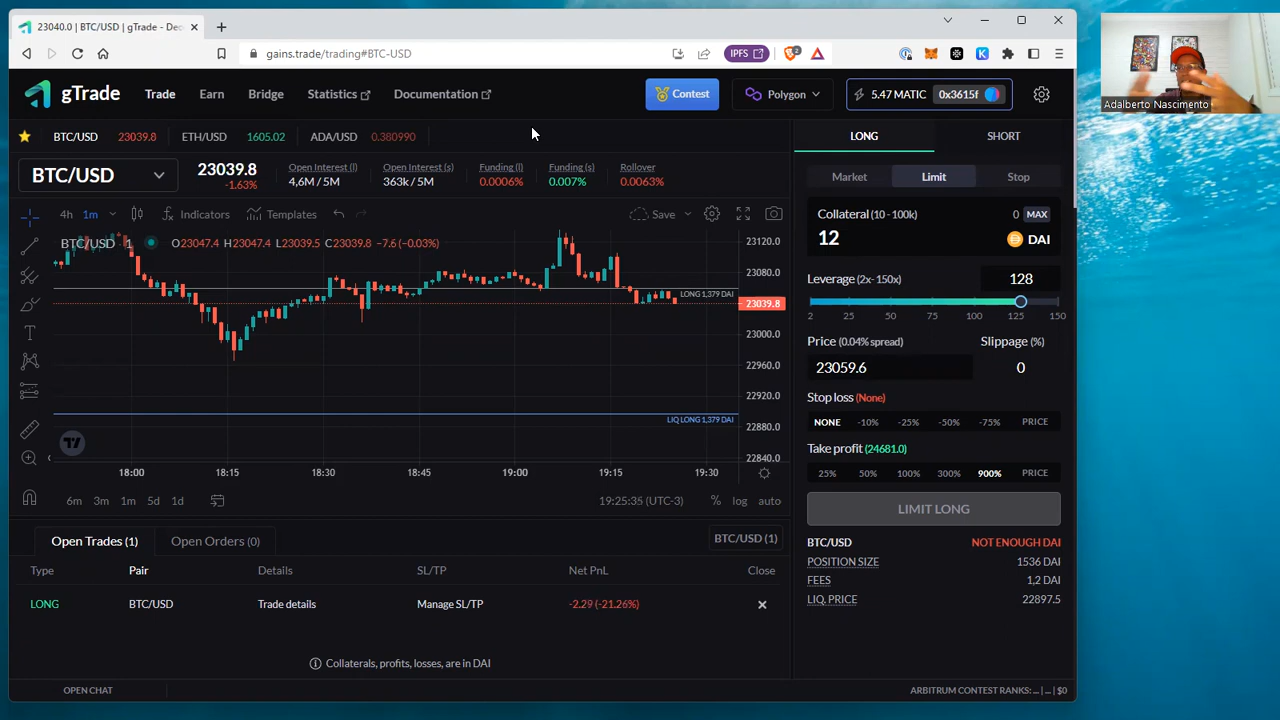 23040.0 | BTC/USD | gTrade - Dec
gains.trade/trading#BTC-USD
IPFS
2
Adalberto Nascimento
gTrade
Trade
Earn
Bridge
Statistics
Documentation
Contest
Polygon
5.47 MATIC
0x3615f
BTC/USD 23039.8
ETH/USD 1605.02
ADA/USD 0.380990
BTC/USD
23039.8
-1.63%
Open Interest (l)
4,6M / 5M
Open Interest (s)
363k / 5M
Funding (l)
0.0006%
Funding (s)
0.007%
Rollover
0.0063%
4h 1m
Indicators
Templates
Save
BTC/USD 1 O23047.4 H23047.4 L23039.5 C23039.8 −7.6 (−0.03%)
23120.0
23080.0
LONG 1,379 DAI
23039.8
23000.0
22960.0
22920.0
LIQ LONG 1,379 DAI
22880.0
22840.0
18:00 18:15 18:30 18:45 19:00 19:15 19:30
6m 3m 1m 5d 1d
19:25:35 (UTC-3)
% log auto
Open Trades (1)
Open Orders (0)
BTC/USD (1)
Type Pair Details SL/TP Net PnL Close
LONG BTC/USD Trade details Manage SL/TP -2.29 (-21.26%)
Collaterals, profits, losses, are in DAI
LONG
SHORT
Market Limit Stop
Collateral (10 - 100k)
0 MAX
12
DAI
Leverage (2x- 150x)
128
2 25 50 75 100 125 150
Price (0.04% spread)
Slippage (%)
23059.6
0
Stop loss (None)
NONE -10% -25% -50% -75% PRICE
Take profit (24681.0)
25% 50% 100% 300% 900% PRICE
LIMIT LONG
BTC/USD NOT ENOUGH DAI
POSITION SIZE 1536 DAI
FEES 1,2 DAI
LIQ. PRICE 22897.5
OPEN CHAT
ARBITRUM CONTEST RANKS: ... | ... | $0